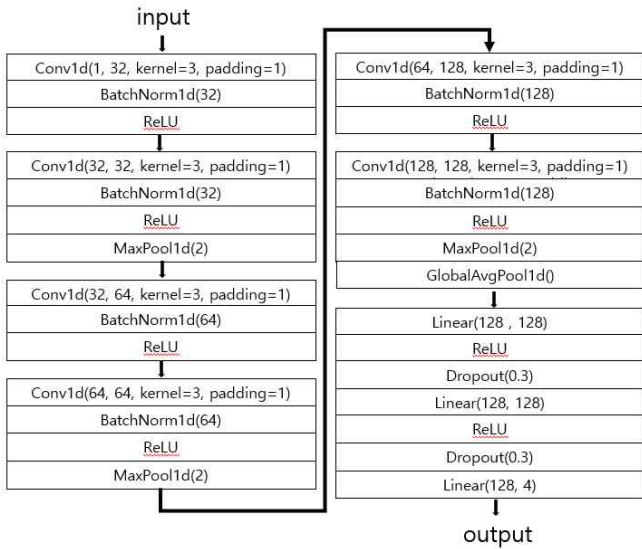 input
Conv1d(1, 32, kernel=3, padding=1)
BatchNorm1d(32)
ReLU
Conv1d(32, 32, kernel=3, padding=1)
BatchNorm1d(32)
ReLU
MaxPool1d(2)
Conv1d(32, 64, kernel=3, padding=1)
BatchNorm1d(64)
ReLU
Conv1d(64, 64, kernel=3, padding=1)
BatchNorm1d(64)
ReLU
MaxPool1d(2)
Conv1d(64, 128, kernel=3, padding=1)
BatchNorm1d(128)
ReLU
Conv1d(128, 128, kernel=3, padding=1)
BatchNorm1d(128)
ReLU
MaxPool1d(2)
GlobalAvgPool1d()
Linear(128 , 128)
ReLU
Dropout(0.3)
Linear(128, 128)
ReLU
Dropout(0.3)
Linear(128, 4)
output